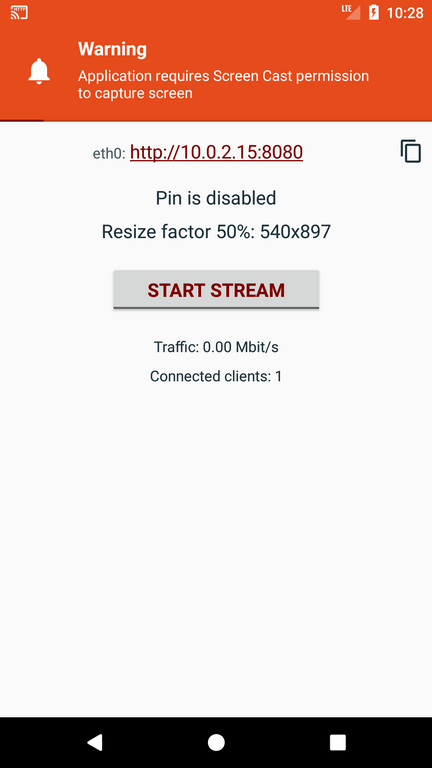 HTTP
LTE
10:28
Warning
Application requires Screen Cast permission
to capture screen
eth0: http://10.0.2.15:8080
Pin is disabled
Resize factor 50%: 540x897
START STREAM
Traffic: 0.00 Mbit/s
Connected clients: 1